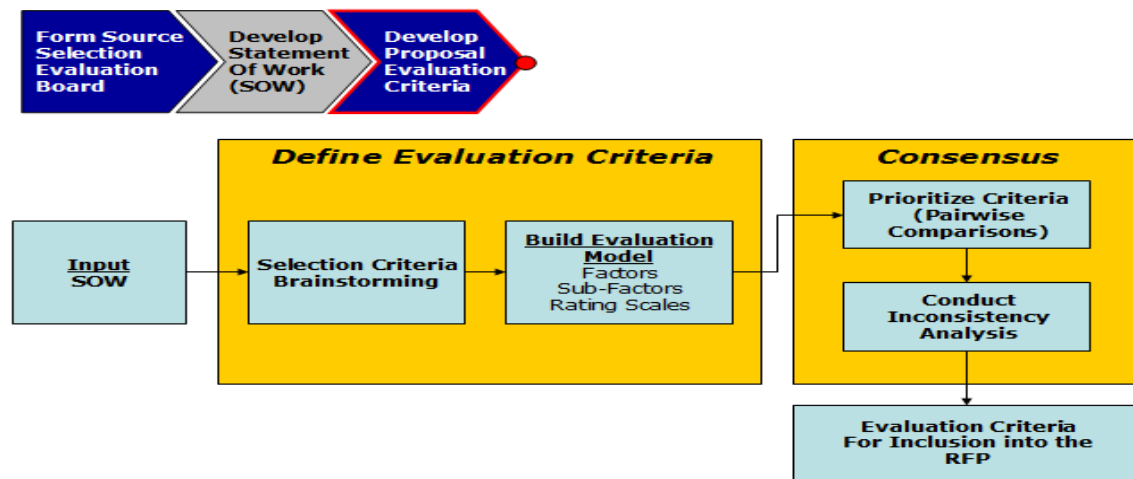 Form Source
Selection
Evaluation
Board
Develop
Statement
Of Work
(SOW)
Develop
Proposal
Evaluation
Criteria
Define Evaluation Criteria
Consensus
Input
SOW
Selection Criteria
Brainstorming
Build Evaluation
Model
Factors
Sub-Factors
Rating Scales
Prioritize Criteria
(Pairwise
Comparisons)
Conduct
Inconsistency
Analysis
Evaluation Criteria
For Inclusion into the
RFP